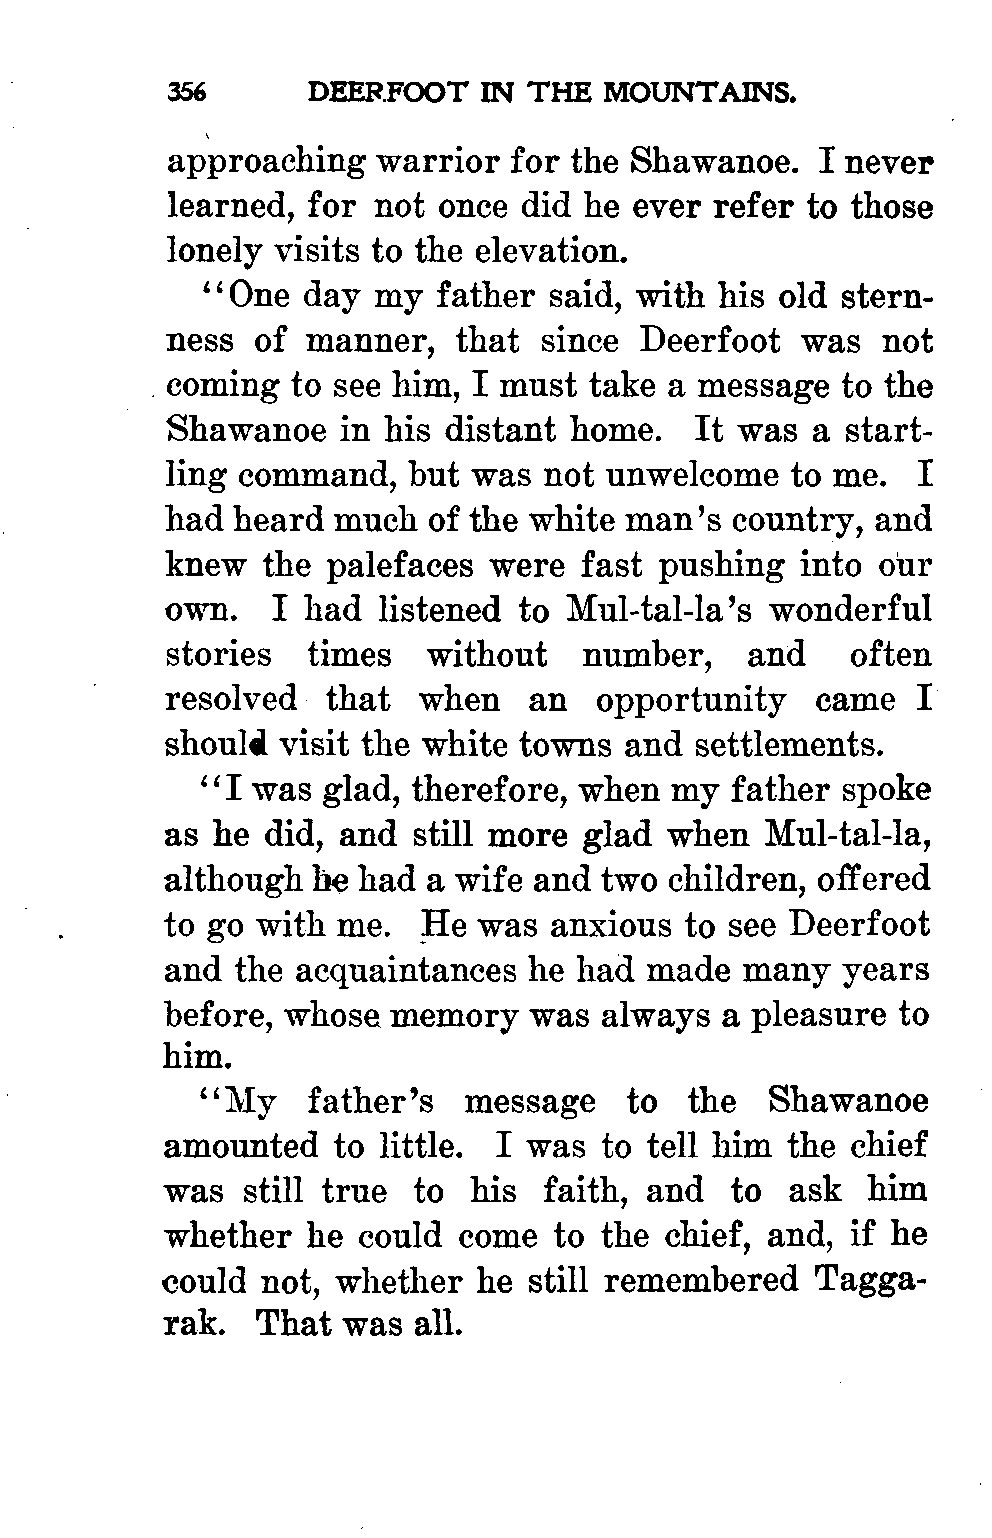 356 DEERFOOT IN THE MOUNTAINS.
approaching warrior for the Shawanoe. I never
learned, for not once did he ever refer to those
lonely visits to the elevation.
"One day my father said, with his old stern-
ness of manner, that since Deerfoot was not
coming to see him, I must take a message to the
Shawanoe in his distant home. It was a start-
ling command, but was not unwelcome to me. I
had heard much of the white man's country, and
knew the palefaces were fast pushing into our
own. I had listened to Mul-tal-la's wonderful
stories times without number, and often
resolved that when an opportunity came I
should visit the white towns and settlements.
"I was glad, therefore, when my father spoke
as he did, and still more glad when Mul-tal-la,
although he had a wife and two children, offered
to go with me. He was anxious to see Deerfoot
and the acquaintances he had made many years
before, whose memory was always a pleasure to
him.
"My father's message to the Shawanoe
amounted to little. I was to tell him the chief
was still true to his faith, and to ask him
whether he could come to the chief, and, if he
could not, whether he still remembered Tagga-
rak. That was all.